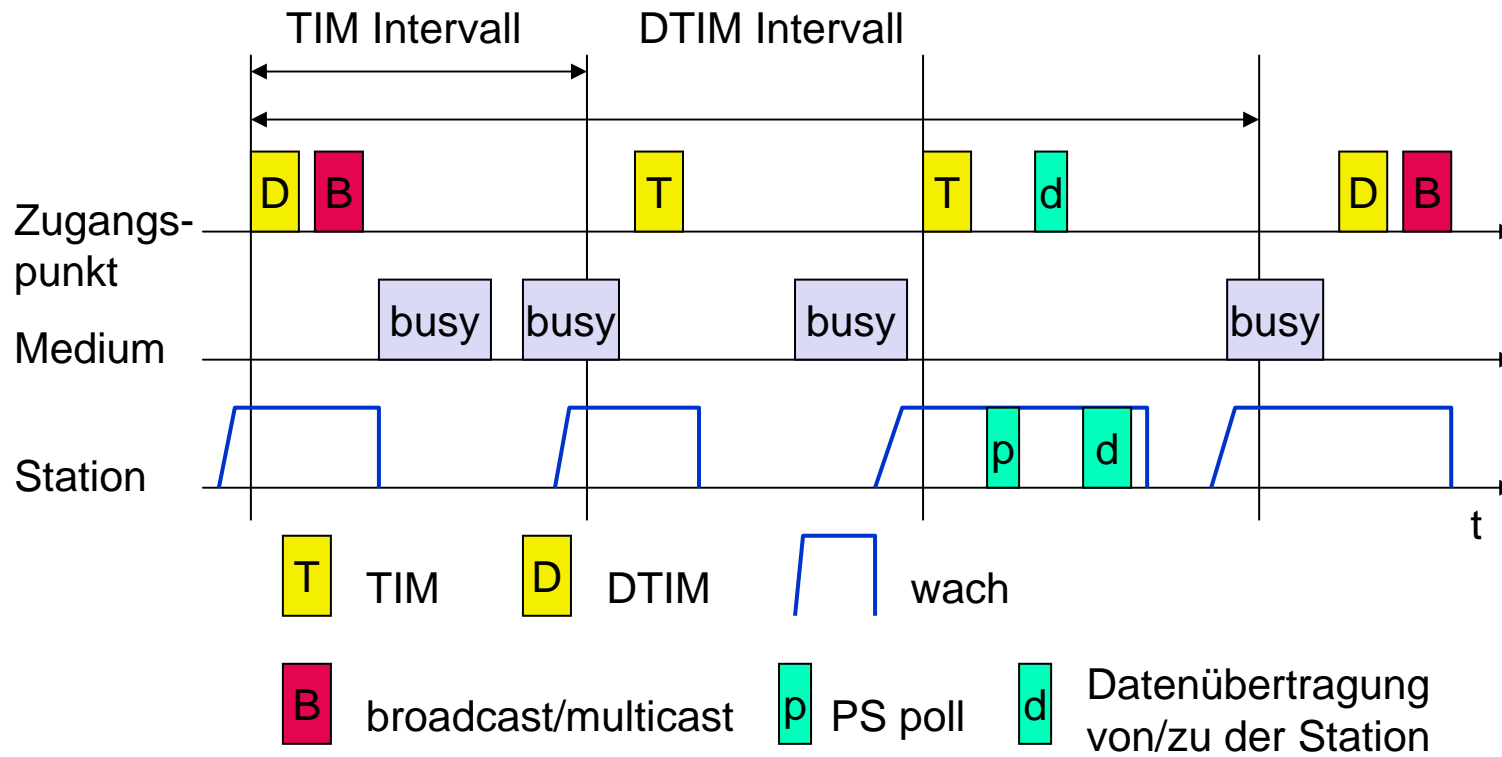 TIM Intervall
DTIM Intervall
D
B
T
T
d
D
B
Zugangs-
punkt
busy
busy
busy
busy
Medium
p
d
Station
t
T
TIM
D
DTIM
wach
B
broadcast/multicast
p
PS poll
d
Datenübertragung
von/zu der Station